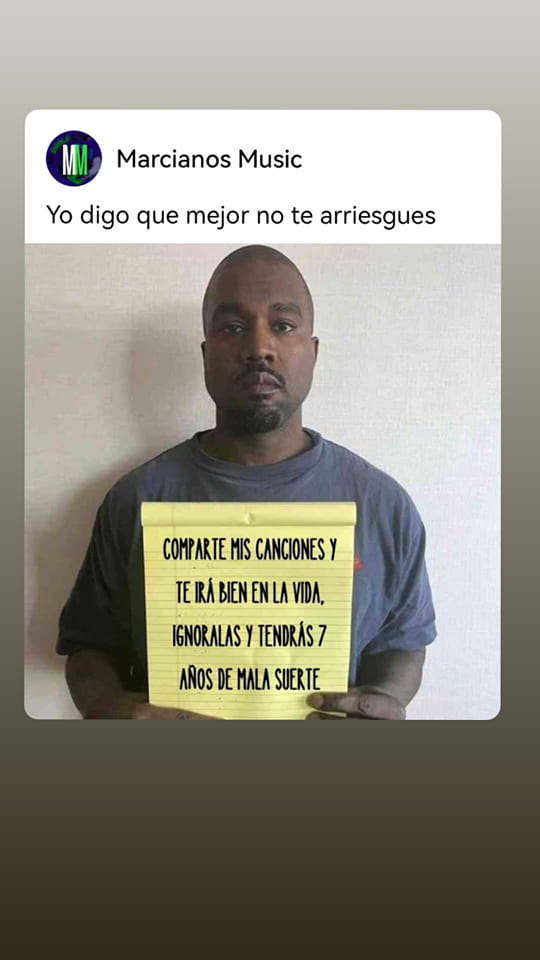 MM
Marcianos Music
Yo digo que mejor no te arriesgues
COMPARTE MIS CANCIONES Y
TE IRÁ BIEN EN LA VIDA,
IGNORALAS Y TENDRÁS 7
AÑOS DE MALA SUERTE